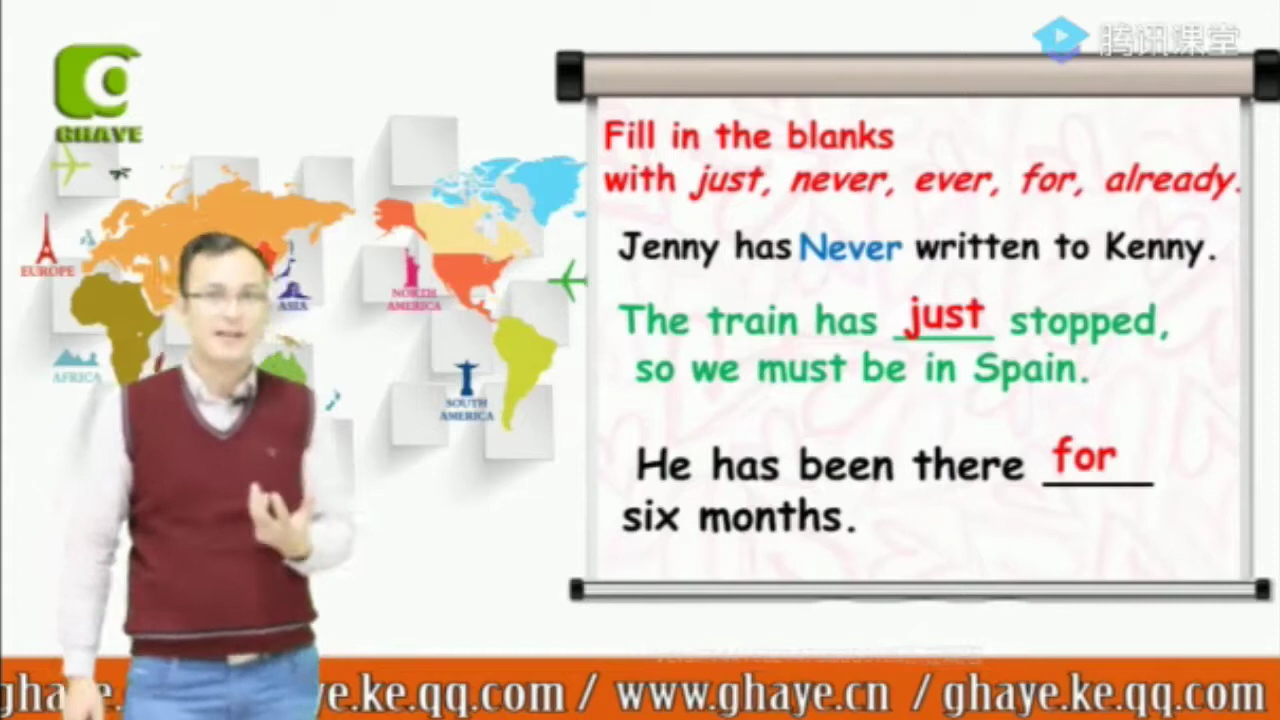 腾讯课堂
GHAYE
Fill in the blanks
with just, never, ever, for, already.
Jenny has Never written to Kenny.
The train has just stopped,
so we must be in Spain.
He has been there for
six months.
EUROPE
ASIA
NORTH
AMERICA
AFRICA
SOUTH
AMERICA
ghaye. ye.ke.qq.com / www.ghaye.cn / ghaye.ke.qq.com